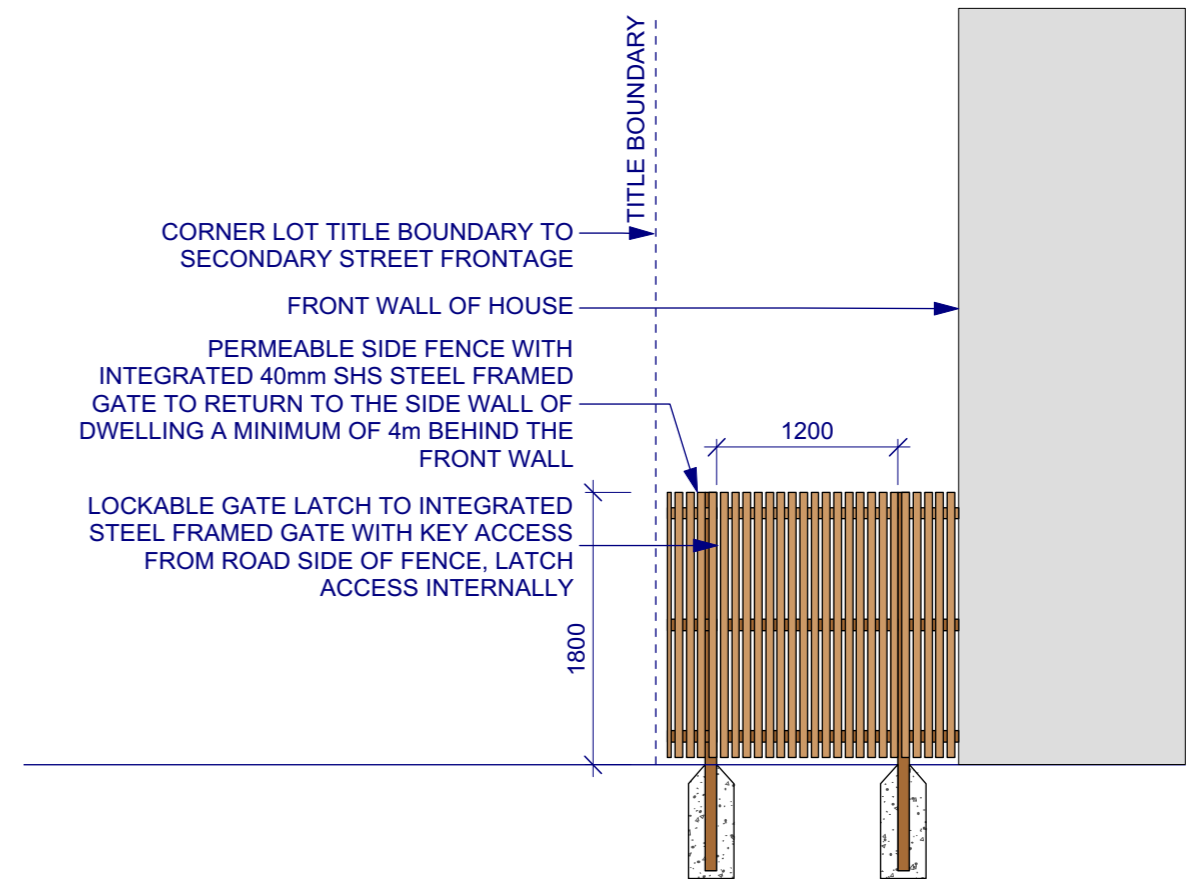 TITLE BOUNDARY
CORNER LOT TITLE BOUNDARY TO
SECONDARY STREET FRONTAGE
FRONT WALL OF HOUSE
PERMEABLE SIDE FENCE WITH
INTEGRATED 40mm SHS STEEL FRAMED
GATE TO RETURN TO THE SIDE WALL OF
DWELLING A MINIMUM OF 4m BEHIND THE
FRONT WALL
1200
LOCKABLE GATE LATCH TO INTEGRATED
STEEL FRAMED GATE WITH KEY ACCESS
FROM ROAD SIDE OF FENCE, LATCH
ACCESS INTERNALLY
1800